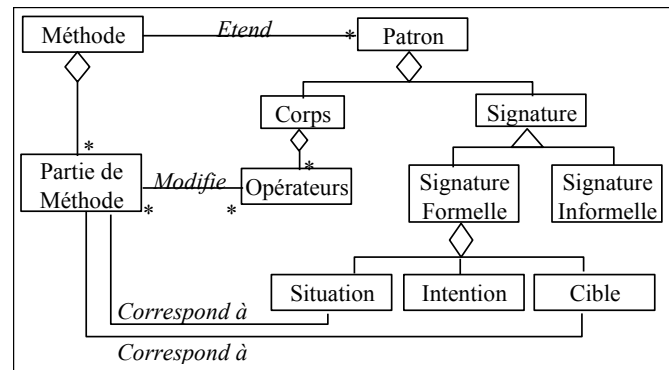 Méthode
Etend
*
Patron
Corps
Signature
*
*
Partie de
Méthode
Modifie
*
*
Opérateurs
Signature
Formelle
Signature
Informelle
Situation
Intention
Cible
Correspond à
Correspond à